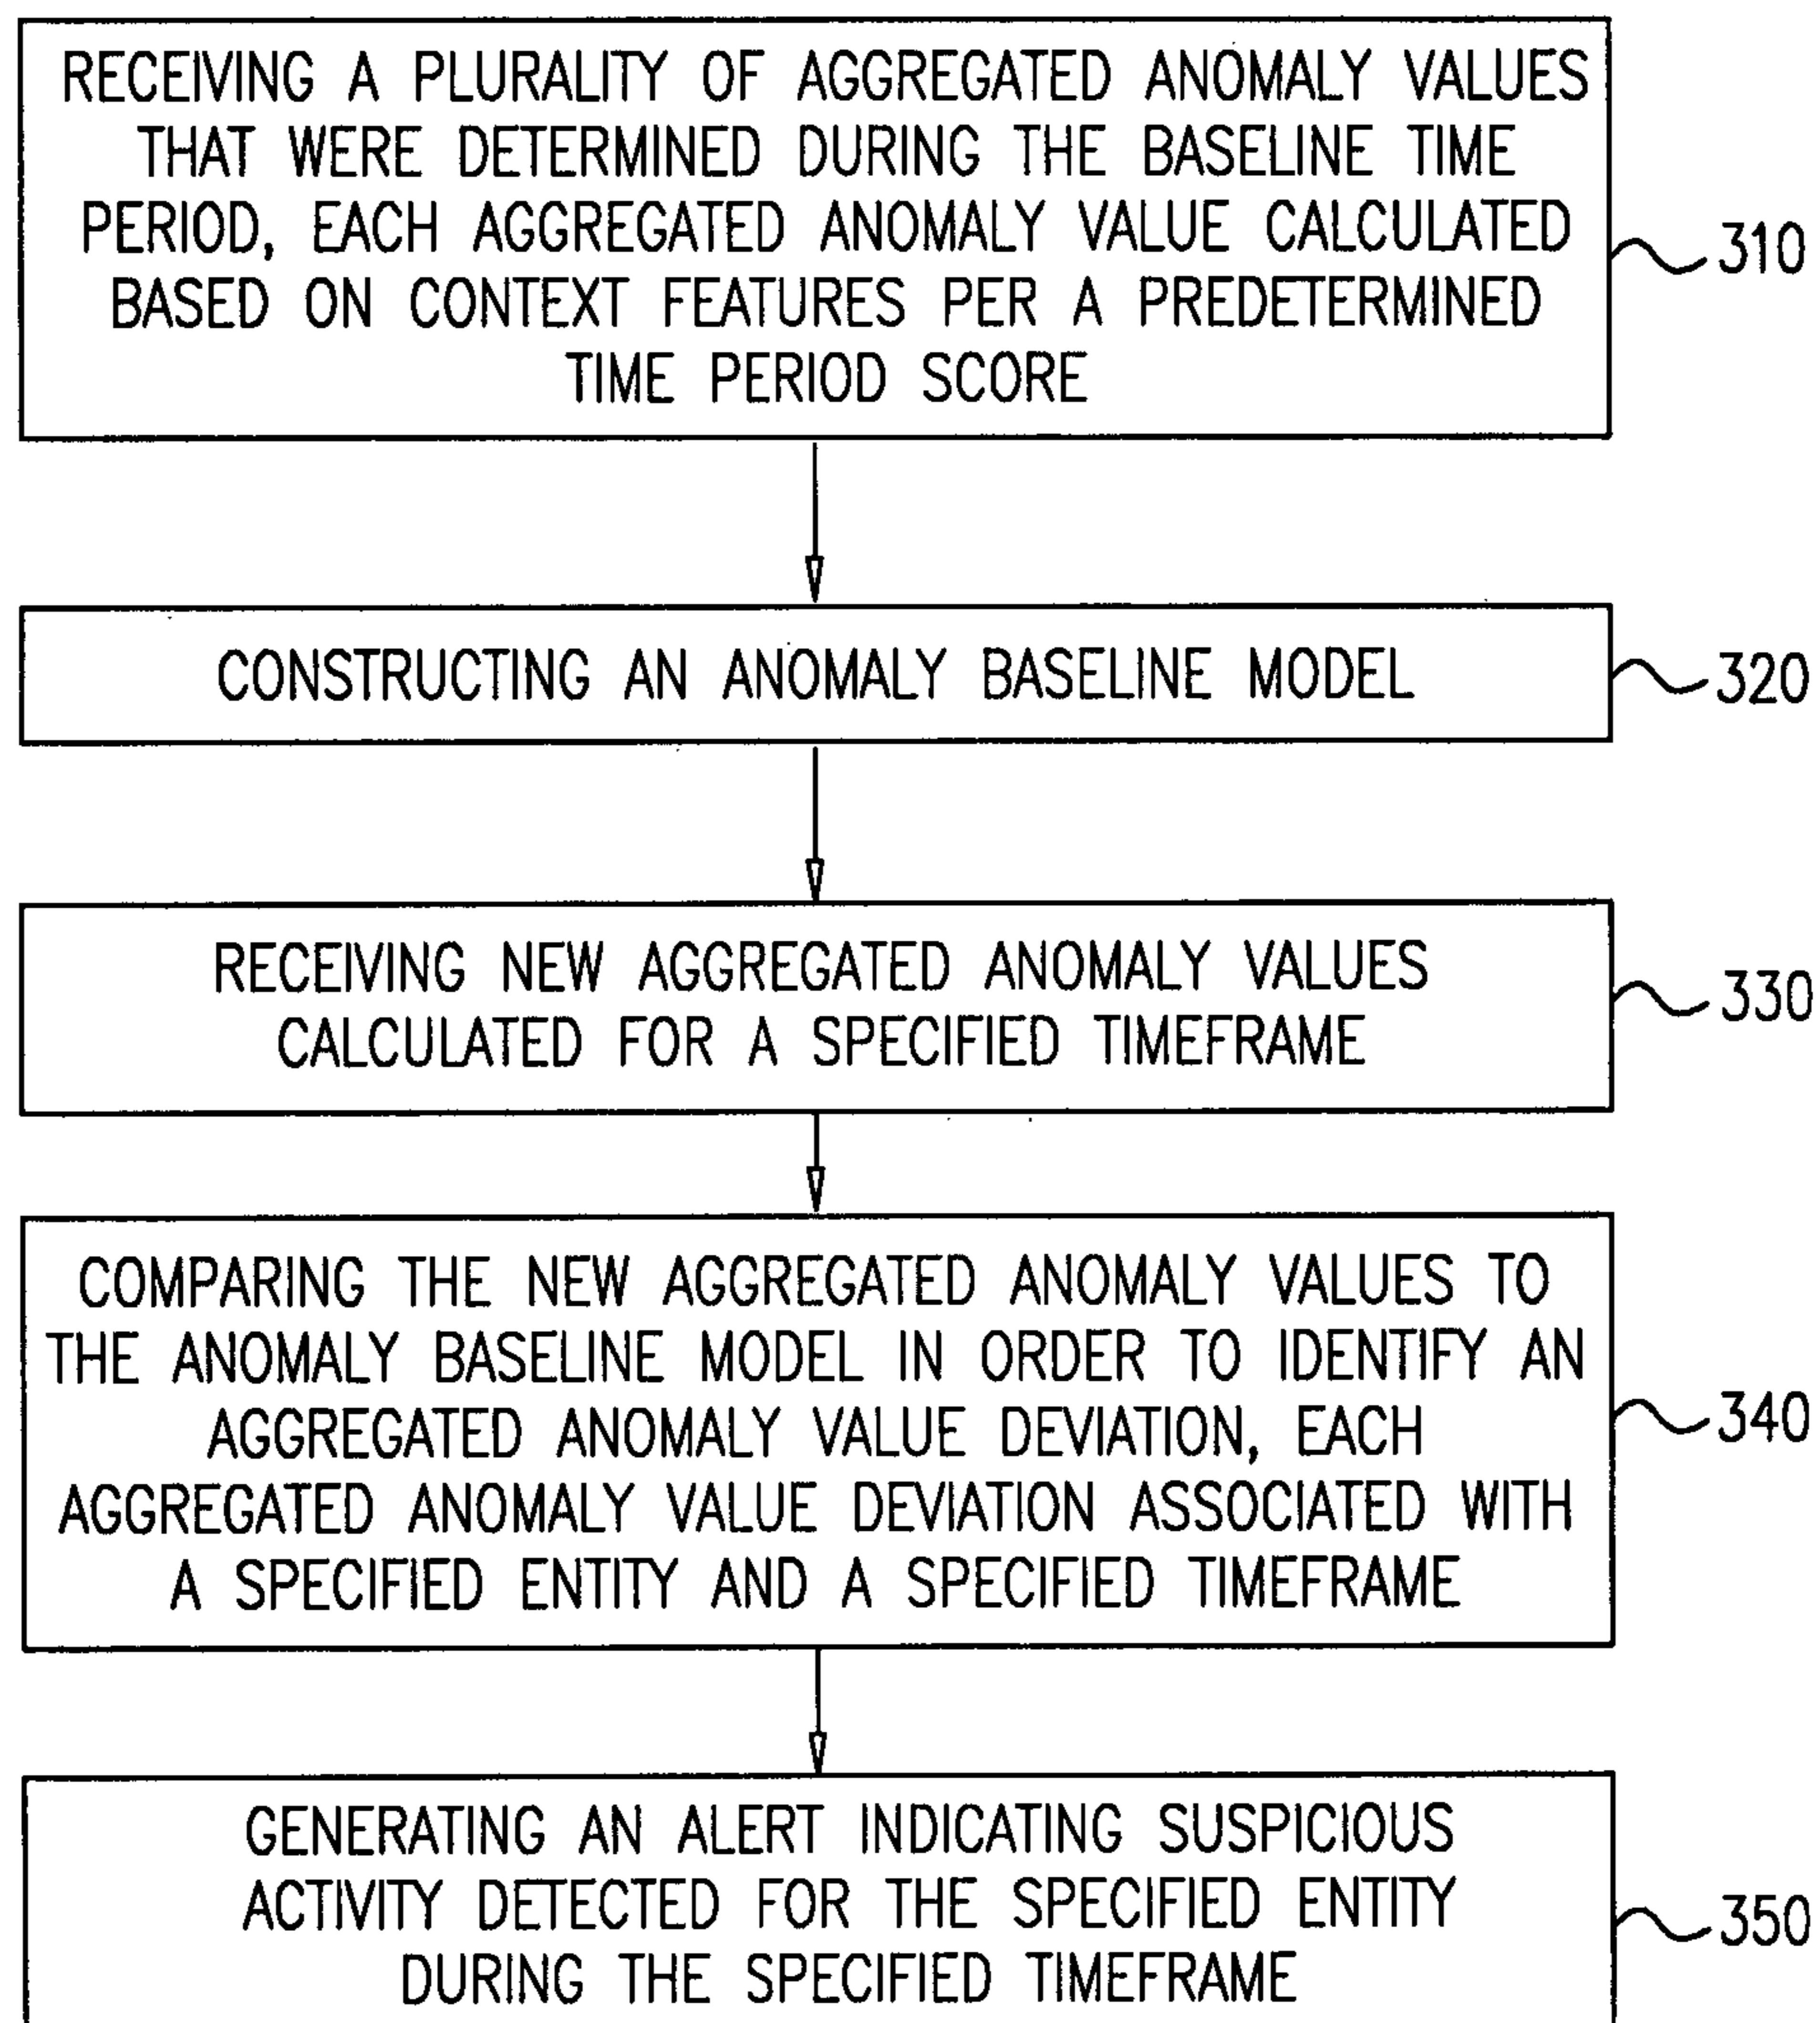 RECEIVING A PLURALITY OF AGGREGATED ANOMALY VALUES
THAT WERE DETERMINED DURING THE BASELINE TIME
PERIOD, EACH AGGREGATED ANOMALY VALUE CALCULATED
BASED ON CONTEXT FEATURES PER A PREDETERMINED
TIME PERIOD SCORE
310
CONSTRUCTING AN ANOMALY BASELINE MODEL
320
RECEIVING NEW AGGREGATED ANOMALY VALUES
CALCULATED FOR A SPECIFIED TIMEFRAME
330
COMPARING THE NEW AGGREGATED ANOMALY VALUES TO
THE ANOMALY BASELINE MODEL IN ORDER TO IDENTIFY AN
AGGREGATED ANOMALY VALUE DEVIATION, EACH
AGGREGATED ANOMALY VALUE DEVIATION ASSOCIATED WITH
A SPECIFIED ENTITY AND A SPECIFIED TIMEFRAME
340
GENERATING AN ALERT INDICATING SUSPICIOUS
ACTIVITY DETECTED FOR THE SPECIFIED ENTITY
DURING THE SPECIFIED TIMEFRAME
350